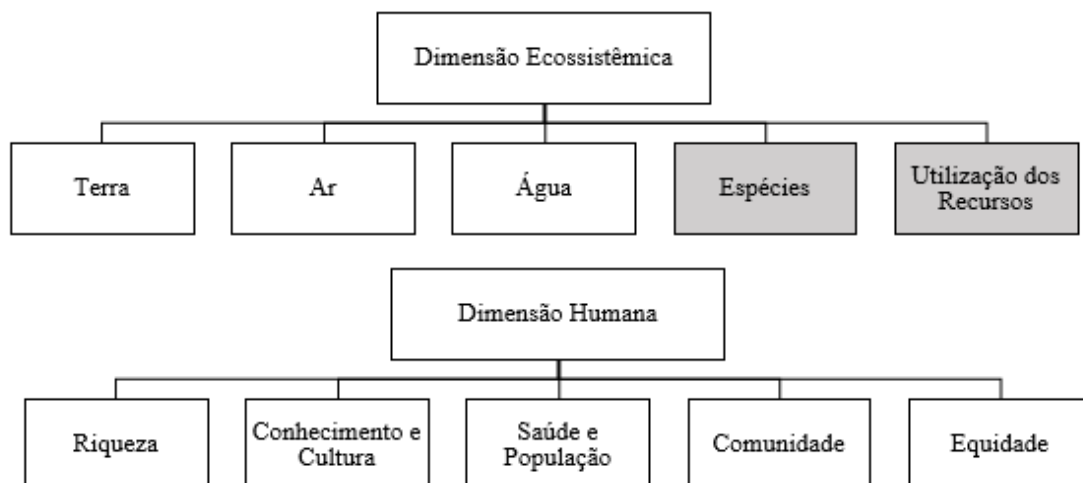 Dimensão Ecossistêmica
Terra
Ar
Água
Espécies
Utilização dos
Recursos
Dimensão Humana
Riqueza
Conhecimento e
Cultura
Saúde e
População
Comunidade
Equidade